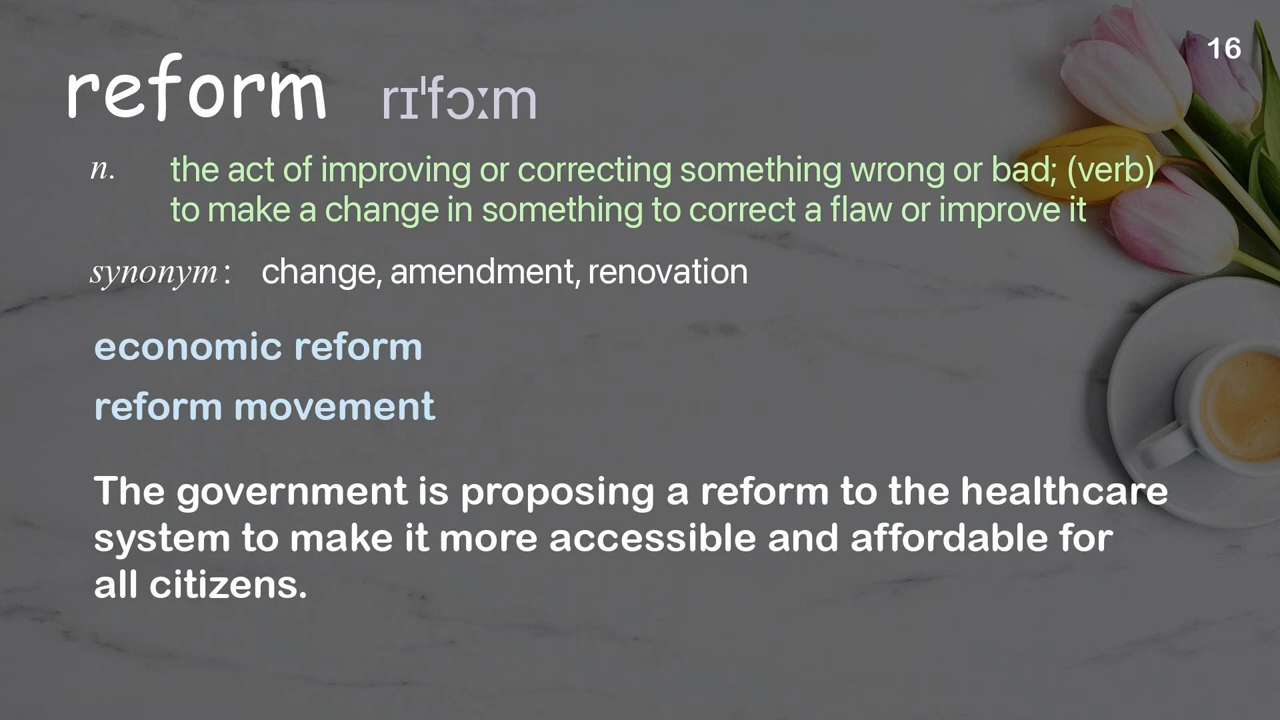 16
reform rɪˈfɔːm
n. the act of improving or correcting something wrong or bad; (verb)
to make a change in something to correct a flaw or improve it
synonym: change, amendment, renovation
economic reform
reform movement
The government is proposing a reform to the healthcare
system to make it more accessible and affordable for
all citizens.